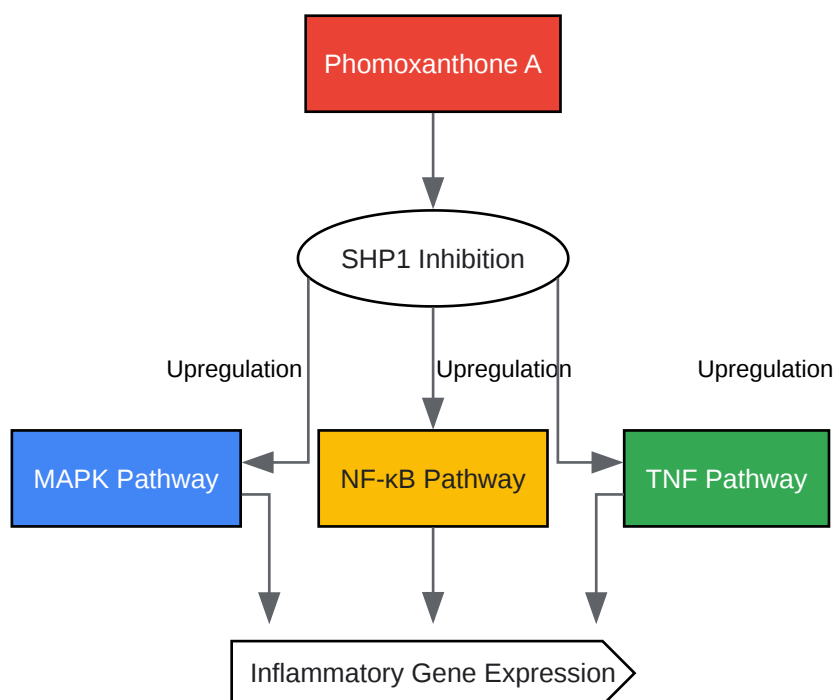 Phomoxanthone A
SHP1 Inhibition
Upregulation
Upregulation
Upregulation
MAPK Pathway
NF-κB Pathway
TNF Pathway
Inflammatory Gene Expression